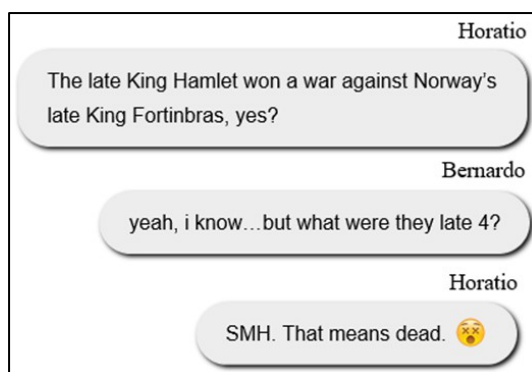 Horatio
The late King Hamlet won a war against Norway’s
late King Fortinbras, yes?
Bernardo
yeah, i know…but what were they late 4?
Horatio
SMH. That means dead. 😵